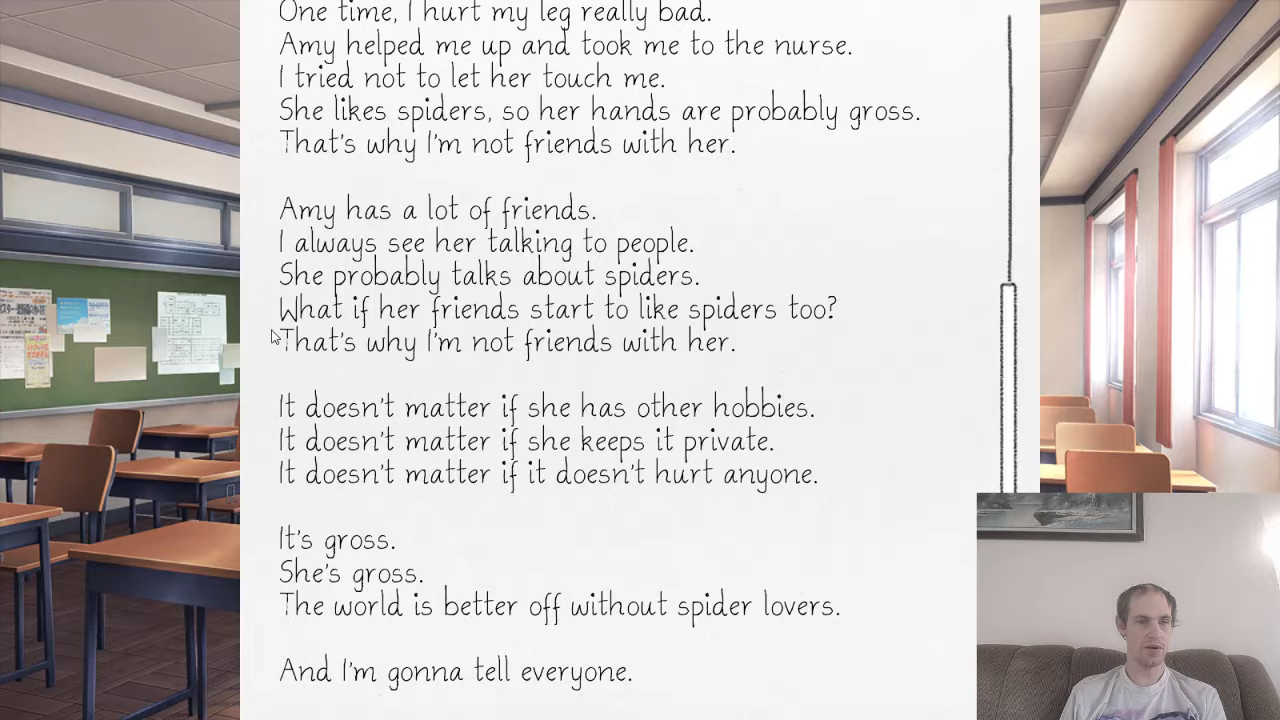 One time, I hurt my leg really bad.
Amy helped me up and took me to the nurse.
I tried not to let her touch me.
She likes spiders, so her hands are probably gross.
That's why I'm not friends with her.
Amy has a lot of friends.
I always see her talking to people.
She probably talks about spiders.
What if her friends start to like spiders too?
That's why I'm not friends with her.
It doesn't matter if she has other hobbies.
It doesn't matter if she keeps it private.
It doesn't matter if it doesn't hurt anyone.
It's gross.
She's gross.
The world is better off without spider lovers.
And I'm gonna tell everyone.